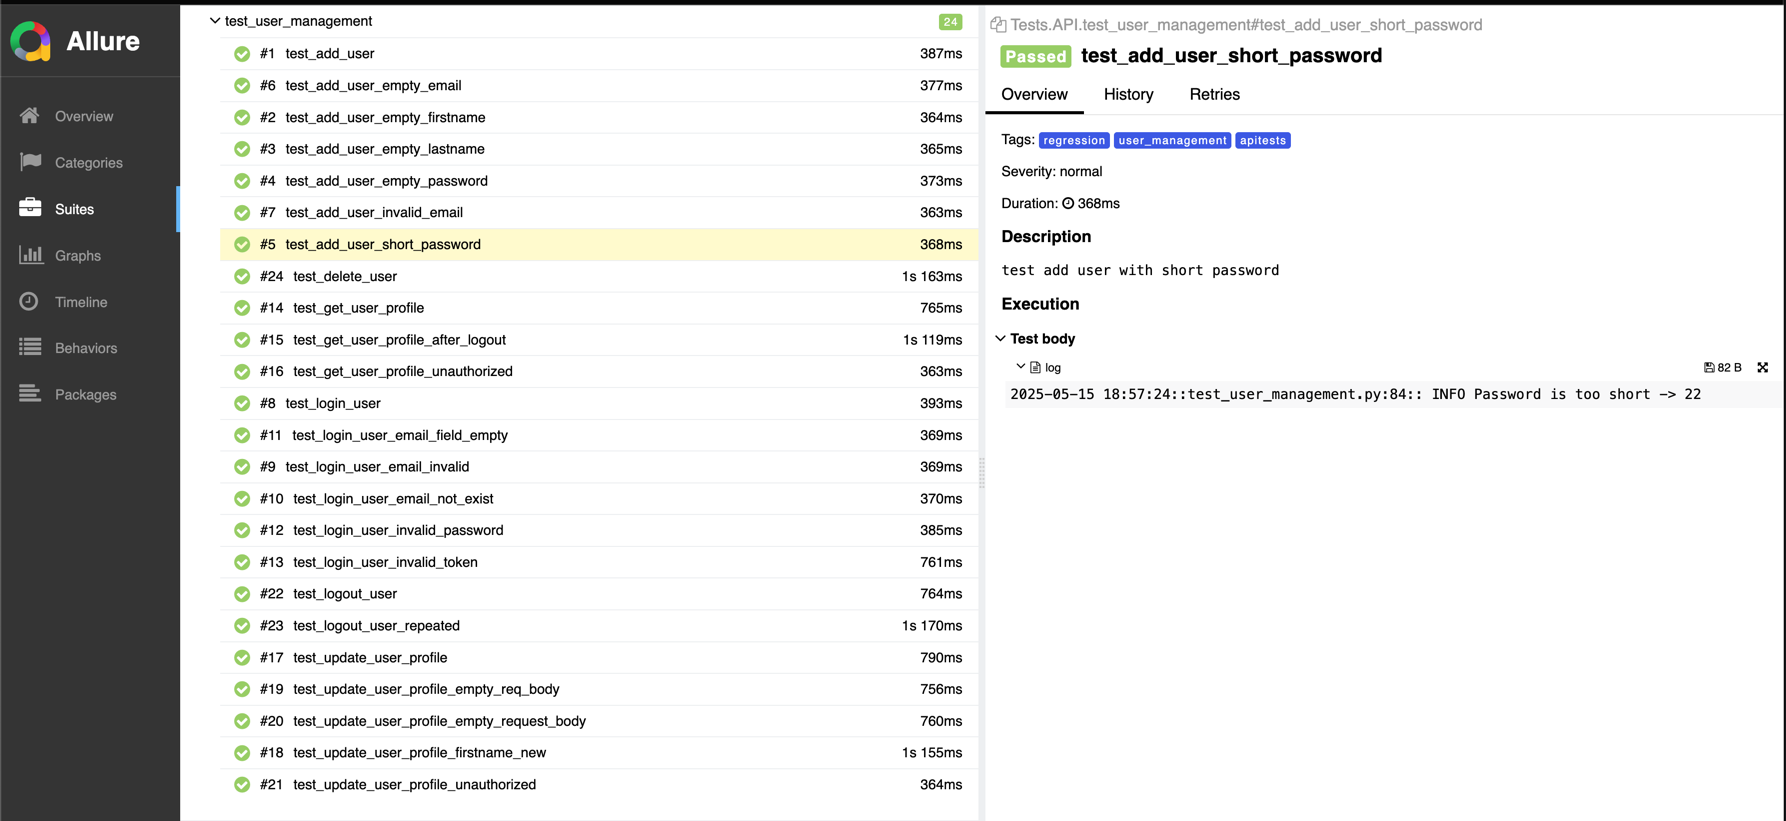 Allure
Overview
Categories
Suites
Graphs
Timeline
Behaviors
Packages
test_user_management 24
#1 test_add_user 387ms
#6 test_add_user_empty_email 377ms
#2 test_add_user_empty_firstname 364ms
#3 test_add_user_empty_lastname 365ms
#4 test_add_user_empty_password 373ms
#7 test_add_user_invalid_email 363ms
#5 test_add_user_short_password 368ms
#24 test_delete_user 1s 163ms
#14 test_get_user_profile 765ms
#15 test_get_user_profile_after_logout 1s 119ms
#16 test_get_user_profile_unauthorized 363ms
#8 test_login_user 393ms
#11 test_login_user_email_field_empty 369ms
#9 test_login_user_email_invalid 369ms
#10 test_login_user_email_not_exist 370ms
#12 test_login_user_invalid_password 385ms
#13 test_login_user_invalid_token 761ms
#22 test_logout_user 764ms
#23 test_logout_user_repeated 1s 170ms
#17 test_update_user_profile 790ms
#19 test_update_user_profile_empty_req_body 756ms
#20 test_update_user_profile_empty_request_body 760ms
#18 test_update_user_profile_firstname_new 1s 155ms
#21 test_update_user_profile_unauthorized 364ms
Tests.API.test_user_management#test_add_user_short_password
Passed test_add_user_short_password
Overview History Retries
Tags: regression user_management apitests
Severity: normal
Duration: 368ms
Description
test add user with short password
Execution
Test body
log 82 B
2025-05-15 18:57:24::test_user_management.py:84:: INFO Password is too short -> 22